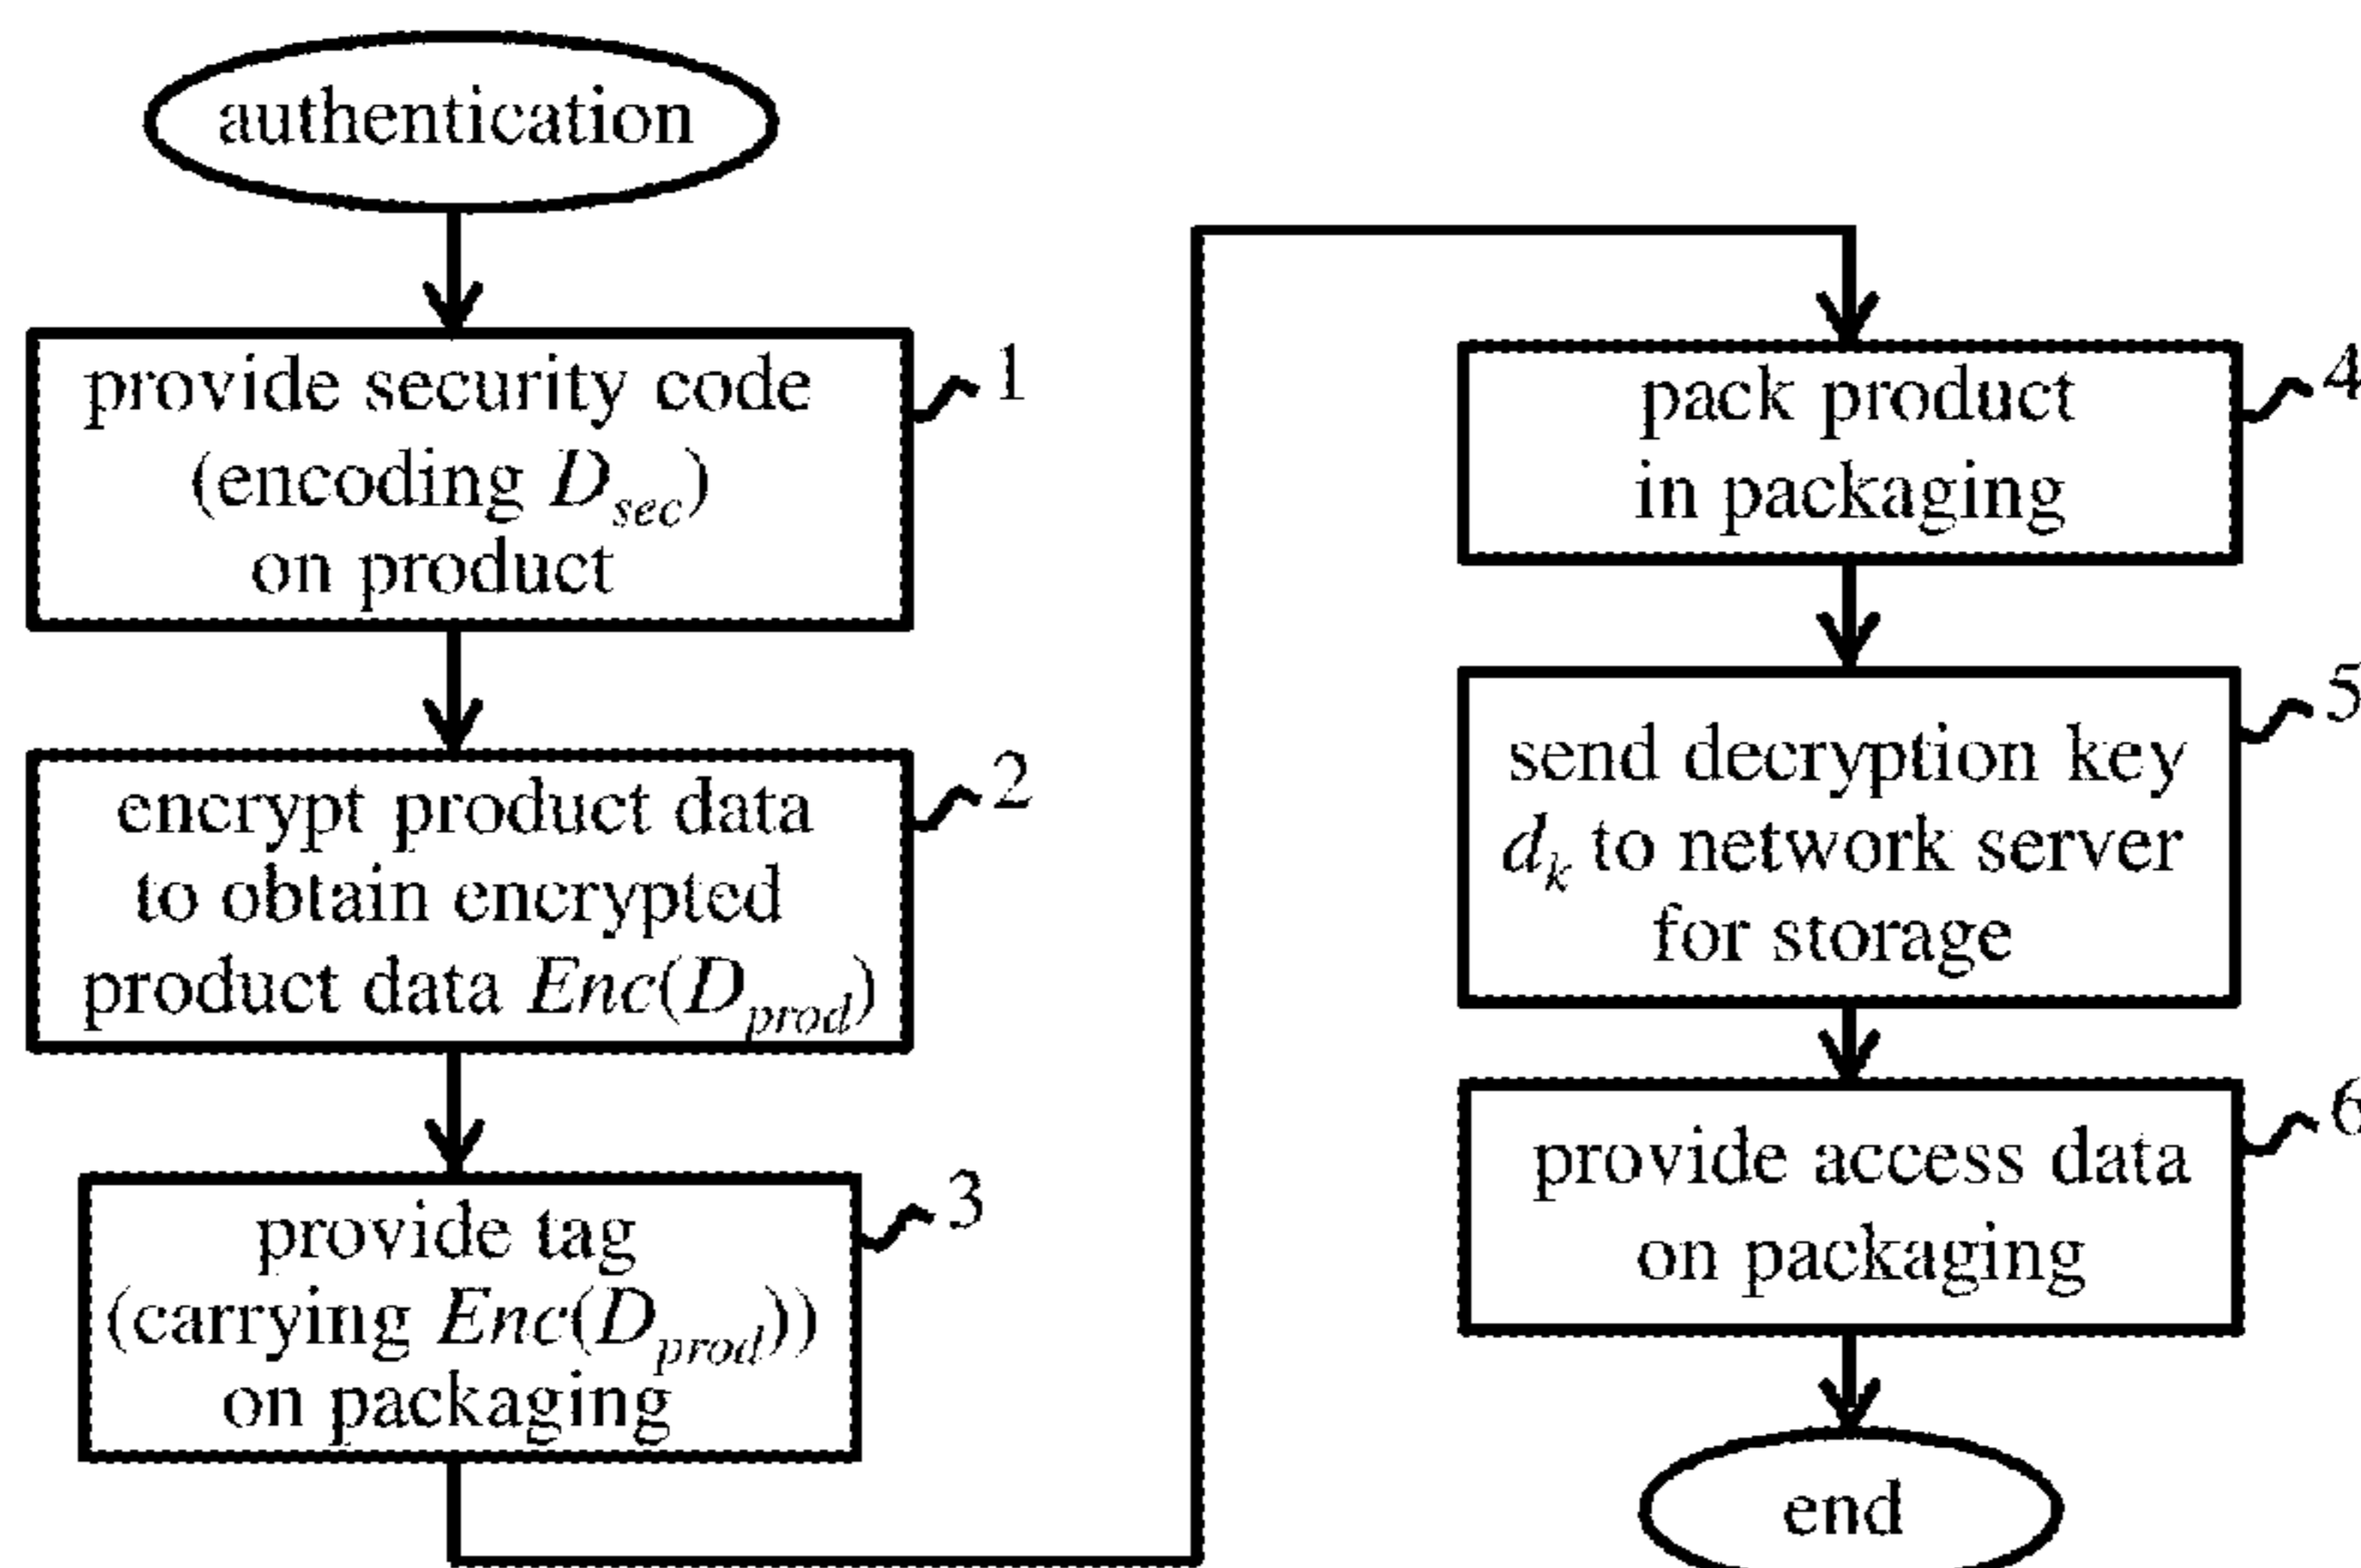 authentication
provide security code
(encoding D_sec)
on product
1
encrypt product data
to obtain encrypted
product data Enc(D_prod)
2
provide tag
(carrying Enc(D_prod))
on packaging
3
pack product
in packaging
4
send decryption key
d_k to network server
for storage
5
provide access data
on packaging
6
end